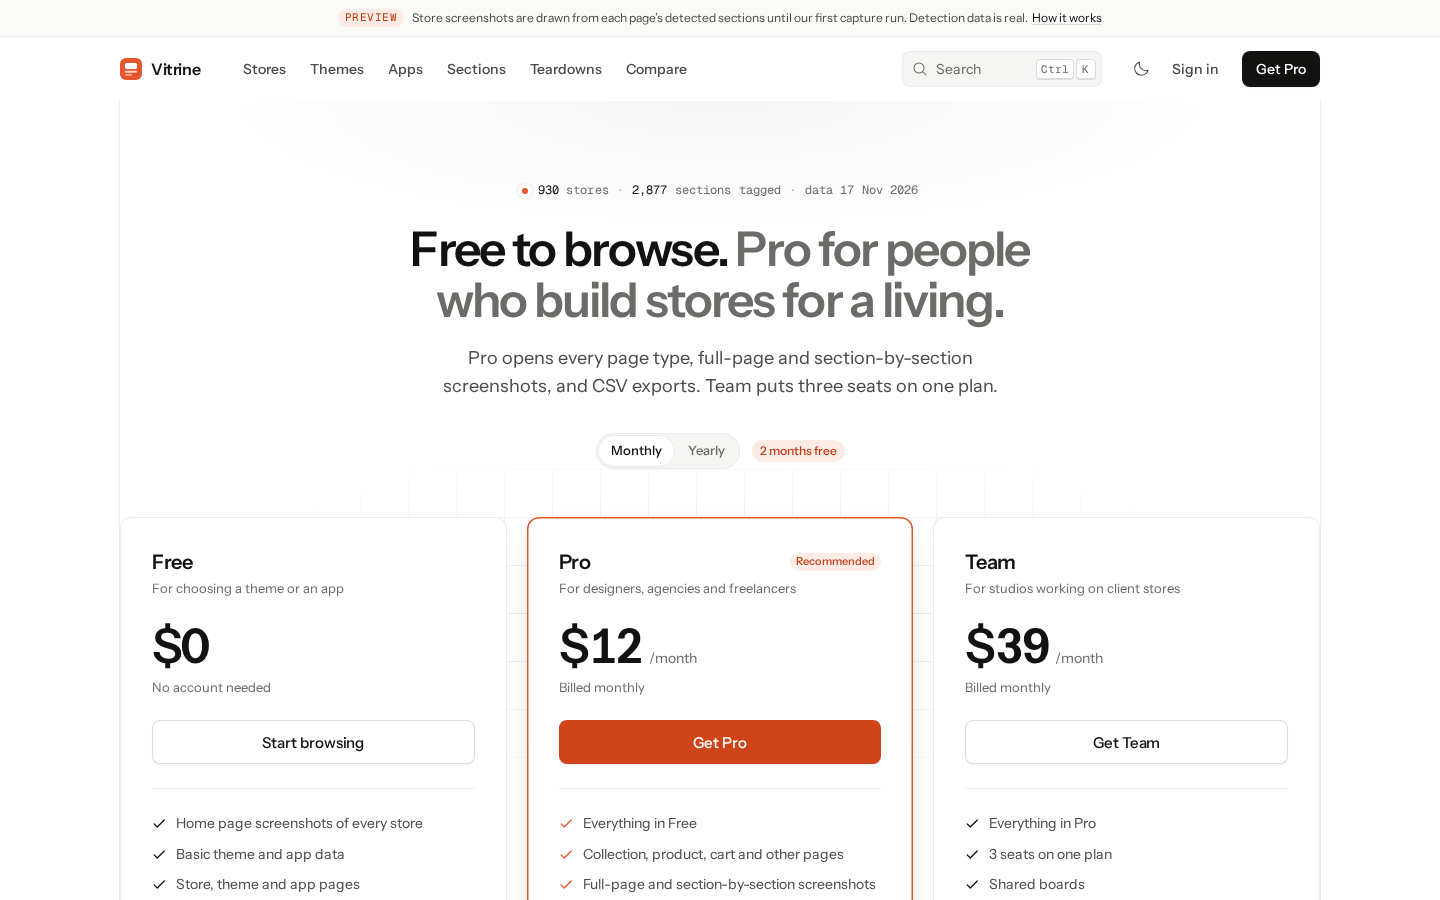 PREVIEW Store screenshots are drawn from each page's detected sections until our first capture run. Detection data is real. How it works
Vitrine Stores Themes Apps Sections Teardowns Compare Search Ctrl K Sign in Get Pro
930 stores · 2,877 sections tagged · data 17 Nov 2026
Free to browse. Pro for people
who build stores for a living.
Pro opens every page type, full-page and section-by-section
screenshots, and CSV exports. Team puts three seats on one plan.
Monthly Yearly 2 months free
Free
For choosing a theme or an app
$0
No account needed
Start browsing
Home page screenshots of every store
Basic theme and app data
Store, theme and app pages
Pro Recommended
For designers, agencies and freelancers
$12 /month
Billed monthly
Get Pro
Everything in Free
Collection, product, cart and other pages
Full-page and section-by-section screenshots
Team
For studios working on client stores
$39 /month
Billed monthly
Get Team
Everything in Pro
3 seats on one plan
Shared boards